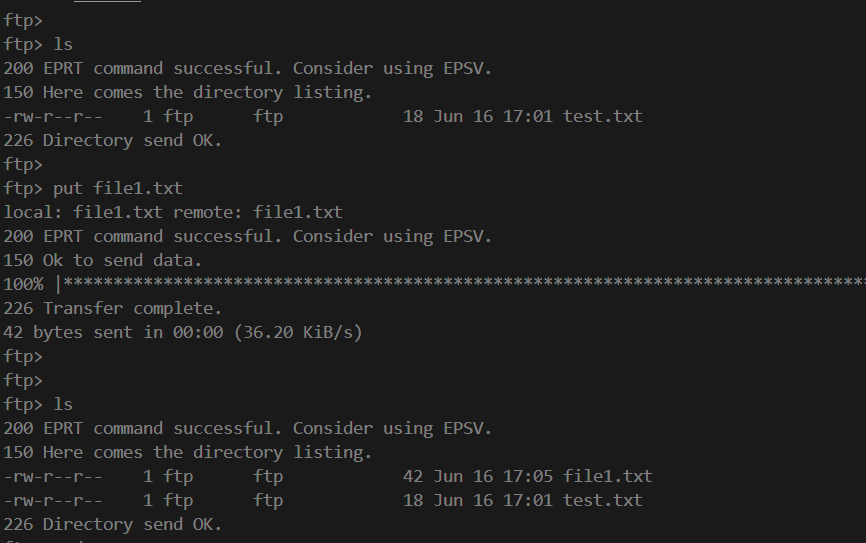 ftp>
ftp> ls
200 EPRT command successful. Consider using EPSV.
150 Here comes the directory listing.
-rw-r--r--    1 ftp      ftp            18 Jun 16 17:01 test.txt
226 Directory send OK.
ftp>
ftp> put file1.txt
local: file1.txt remote: file1.txt
200 EPRT command successful. Consider using EPSV.
150 Ok to send data.
100% |********************************************************************************
226 Transfer complete.
42 bytes sent in 00:00 (36.20 KiB/s)
ftp>
ftp>
ftp> ls
200 EPRT command successful. Consider using EPSV.
150 Here comes the directory listing.
-rw-r--r--    1 ftp      ftp            42 Jun 16 17:05 file1.txt
-rw-r--r--    1 ftp      ftp            18 Jun 16 17:01 test.txt
226 Directory send OK.